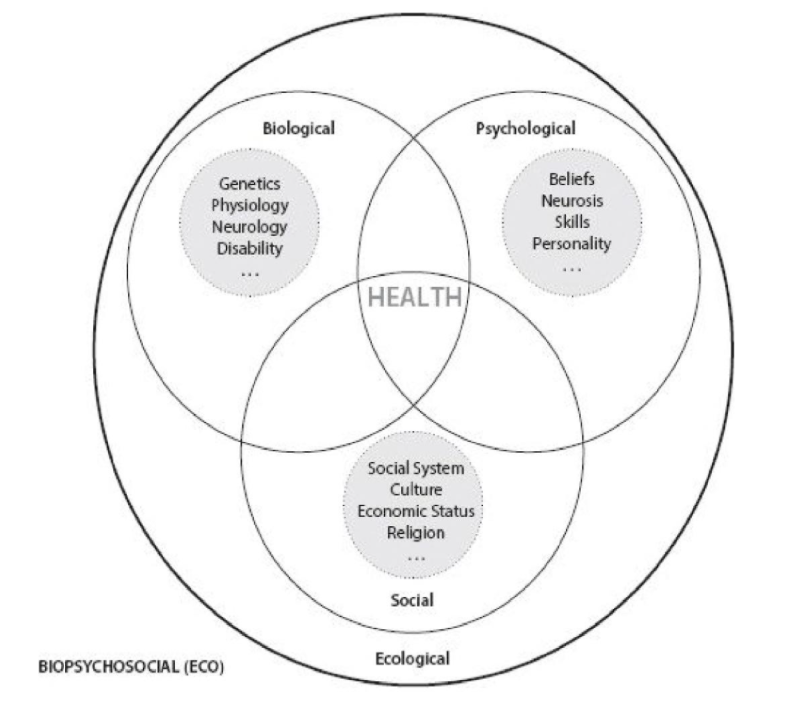 Biological
Genetics
Physiology
Neurology
Disability
...
Psychological
Beliefs
Neurosis
Skills
Personality
...
HEALTH
Social System
Culture
Economic Status
Religion
...
Social
Ecological
BIOPSYCHOSOCIAL (ECO)